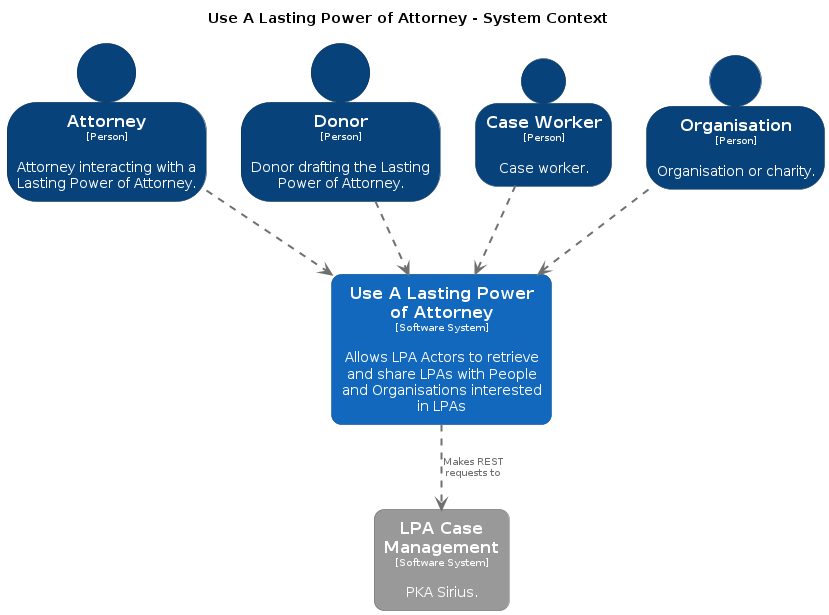 Use A Lasting Power of Attorney - System Context
Attorney
[Person]
Attorney interacting with a
Lasting Power of Attorney.
Donor
[Person]
Donor drafting the Lasting
Power of Attorney.
Case Worker
[Person]
Case worker.
Organisation
[Person]
Organisation or charity.
Use A Lasting Power
of Attorney
[Software System]
Allows LPA Actors to retrieve
and share LPAs with People
and Organisations interested
in LPAs
Makes REST
requests to
LPA Case
Management
[Software System]
PKA Sirius.